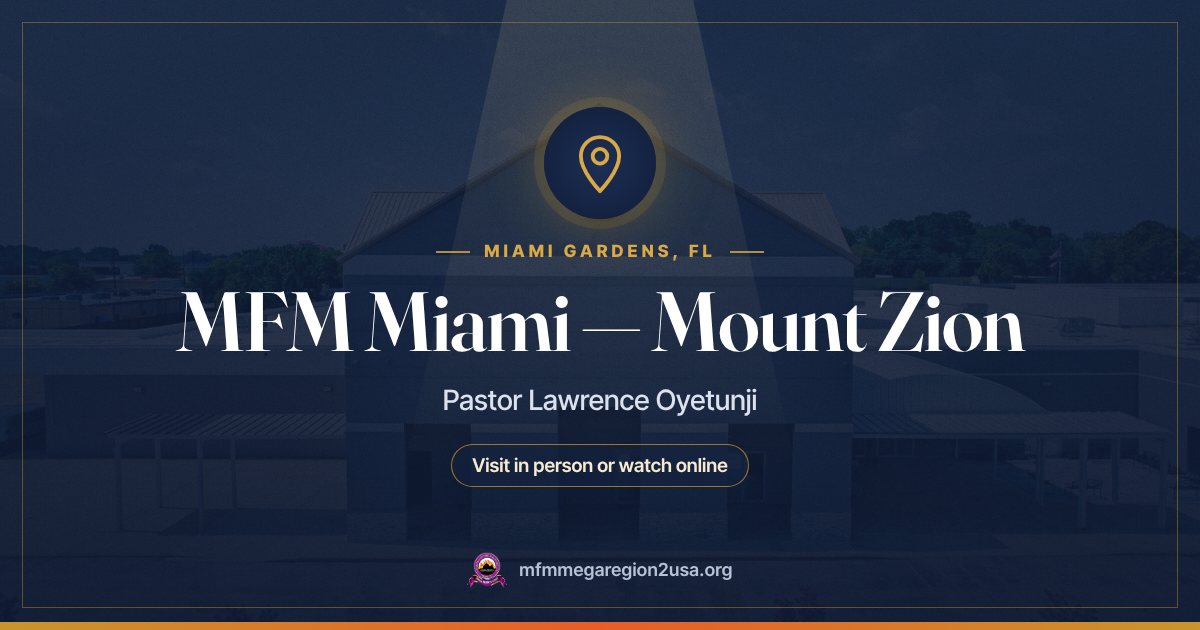 MIAMI GARDENS, FL
MFM Miami — Mount Zion
Pastor Lawrence Oyetunji
Visit in person or watch online
mfmmegaregion2usa.org